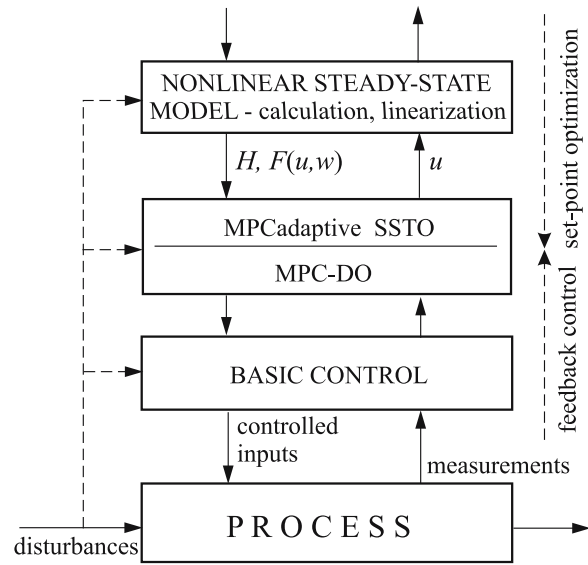 NONLINEAR STEADY-STATE
MODEL - calculation, linearization
H, F(u,w)
u
MPCadaptive SSTO
MPC-DO
BASIC CONTROL
controlled
inputs
measurements
PROCESS
disturbances
set-point optimization
feedback control